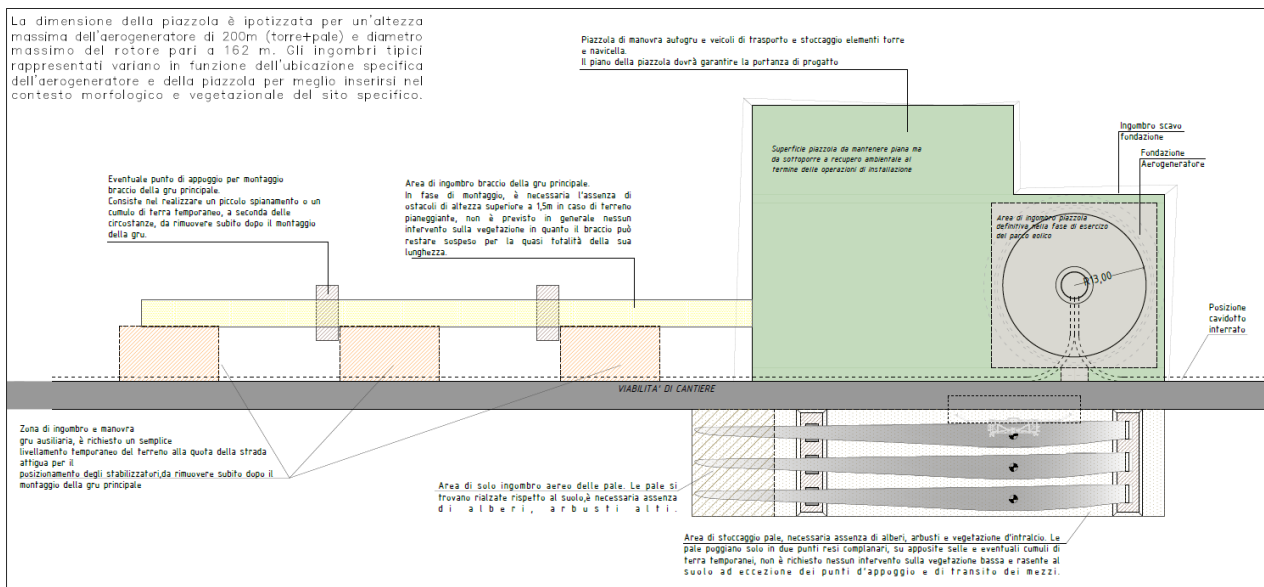 La dimensione della piazzola è ipotizzata per un'altezza
massima dell'aerogeneratore di 200m (torre+pale) e diametro
massimo del rotore pari a 162 m. Gli ingombri tipici
rappresentati variano in funzione dell'ubicazione specifica
dell'aerogeneratore e della piazzola per meglio inserirsi nel
contesto morfologico e vegetazionale del sito specifico.
Piazzola di manovra autogru e veicoli di trasporto e stoccaggio elementi torre
e navicella.
Il piano della piazzola dovrà garantire la portanza di progatto
Ingombro scavo
fondazione
Fondazione
Aerogeneratore
Superficie piazzola da mantenere piana ma
da sottoporre a recupero ambientale al
termine delle operazioni di installazione
Eventuale punto di appoggio per montaggio
braccio della gru principale.
Consiste nel realizzare un piccolo spianamento o un
cumulo di terra temporaneo, a seconda delle
circostanze, da rimuovere subito dopo il montaggio
della gru.
Area di ingombro braccio della gru principale.
In fase di montaggio, è necessaria l'assenza di
ostacoli di altezza superiore a 1,5m in caso di terreno
pianeggiante, non è previsto in generale nessun
intervento sulla vegetazione in quanto il braccio può
restare sospeso per la quasi totalità della sua
lunghezza.
Area di ingombro piazzola
definitiva nella fase di esercizo
del parco eolico
R13,00
Posizione
cavidotto
interrato
VIABILITA' DI CANTIERE
Zona di ingombro e manovra
gru ausiliaria, è richiesto un semplice
livellamento temporaneo del terreno alla quota della strada
attigua per il
posizionamento degli stabilizzatori,da rimuovere subito dopo il
montaggio della gru principale
Area di solo ingombro aereo delle pale. Le pale si
trovano rialzate rispetto al suolo,è necessaria assenza
di alberi, arbusti alti.
Area di stoccaggio pale, necessaria assenza di alberi, arbusti e vegetazione d'intralcio. Le
pale poggiano solo in due punti resi complanari, su apposite selle e eventuali cumuli di
terra temporanei, non è richiesto nessun intervento sulla vegetazione bassa e rasente al
suolo ad eccezione dei punti d'appoggio e di transito dei mezzi.